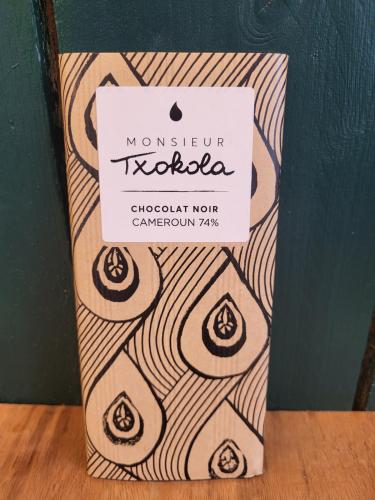 MONSIEUR
Txokola
CHOCOLAT NOIR
CAMEROUN 74%